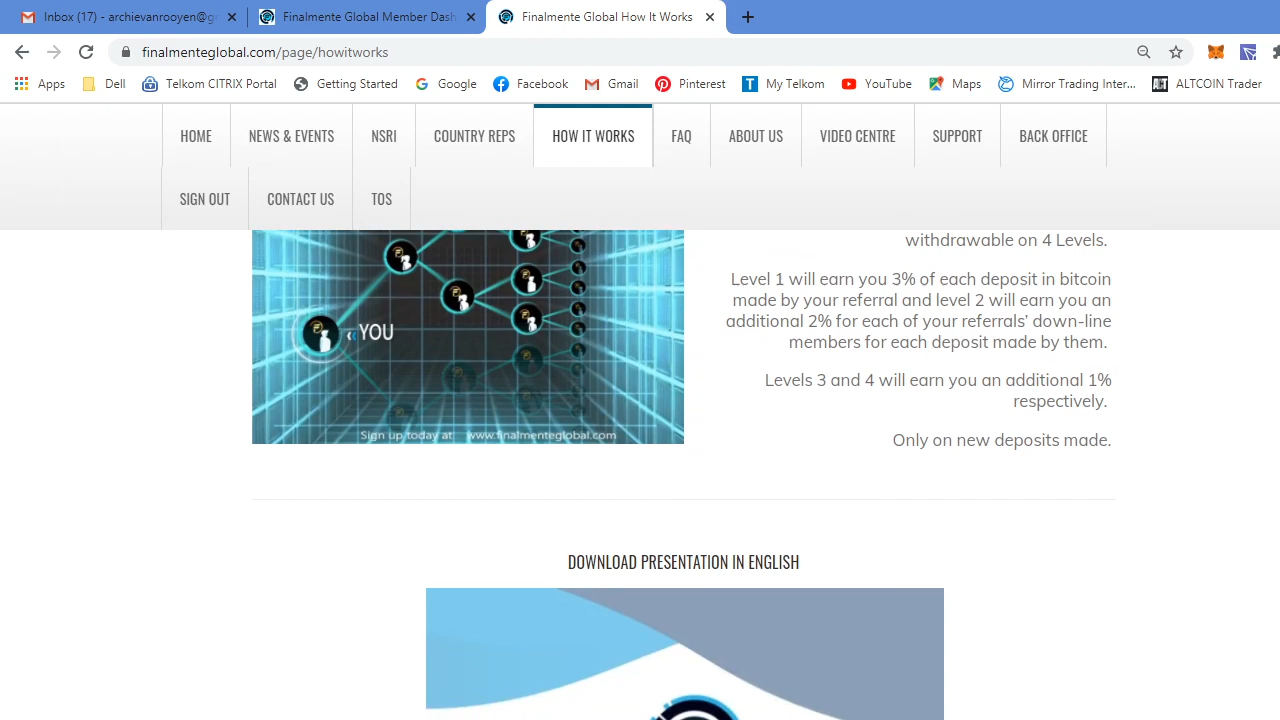 Inbox (17) - archievanrooyen@gr
Finalmente Global Member Dash
Finalmente Global How It Works
finalmenteglobal.com/page/howitworks
Apps Dell Telkom CITRIX Portal Getting Started Google Facebook Gmail Pinterest My Telkom YouTube Maps Mirror Trading Inter... ALTCOIN Trader
HOME NEWS & EVENTS NSRI COUNTRY REPS HOW IT WORKS FAQ ABOUT US VIDEO CENTRE SUPPORT BACK OFFICE
SIGN OUT CONTACT US TOS
«YOU
Sign up today at www.finalmenteglobal.com
withdrawable on 4 Levels.
Level 1 will earn you 3% of each deposit in bitcoin
made by your referral and level 2 will earn you an
additional 2% for each of your referrals’ down-line
members for each deposit made by them.
Levels 3 and 4 will earn you an additional 1%
respectively.
Only on new deposits made.
DOWNLOAD PRESENTATION IN ENGLISH